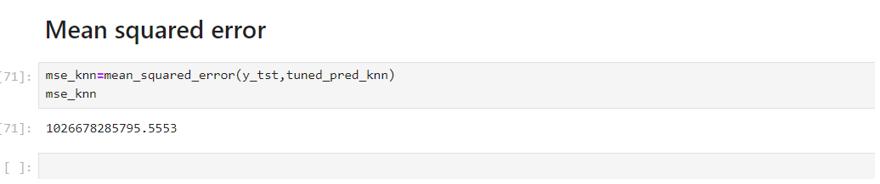 Mean squared error
[71]: mse_knn=mean_squared_error(y_tst,tuned_pred_knn)
mse_knn
[71]: 1026678285795.5553
[ ]: